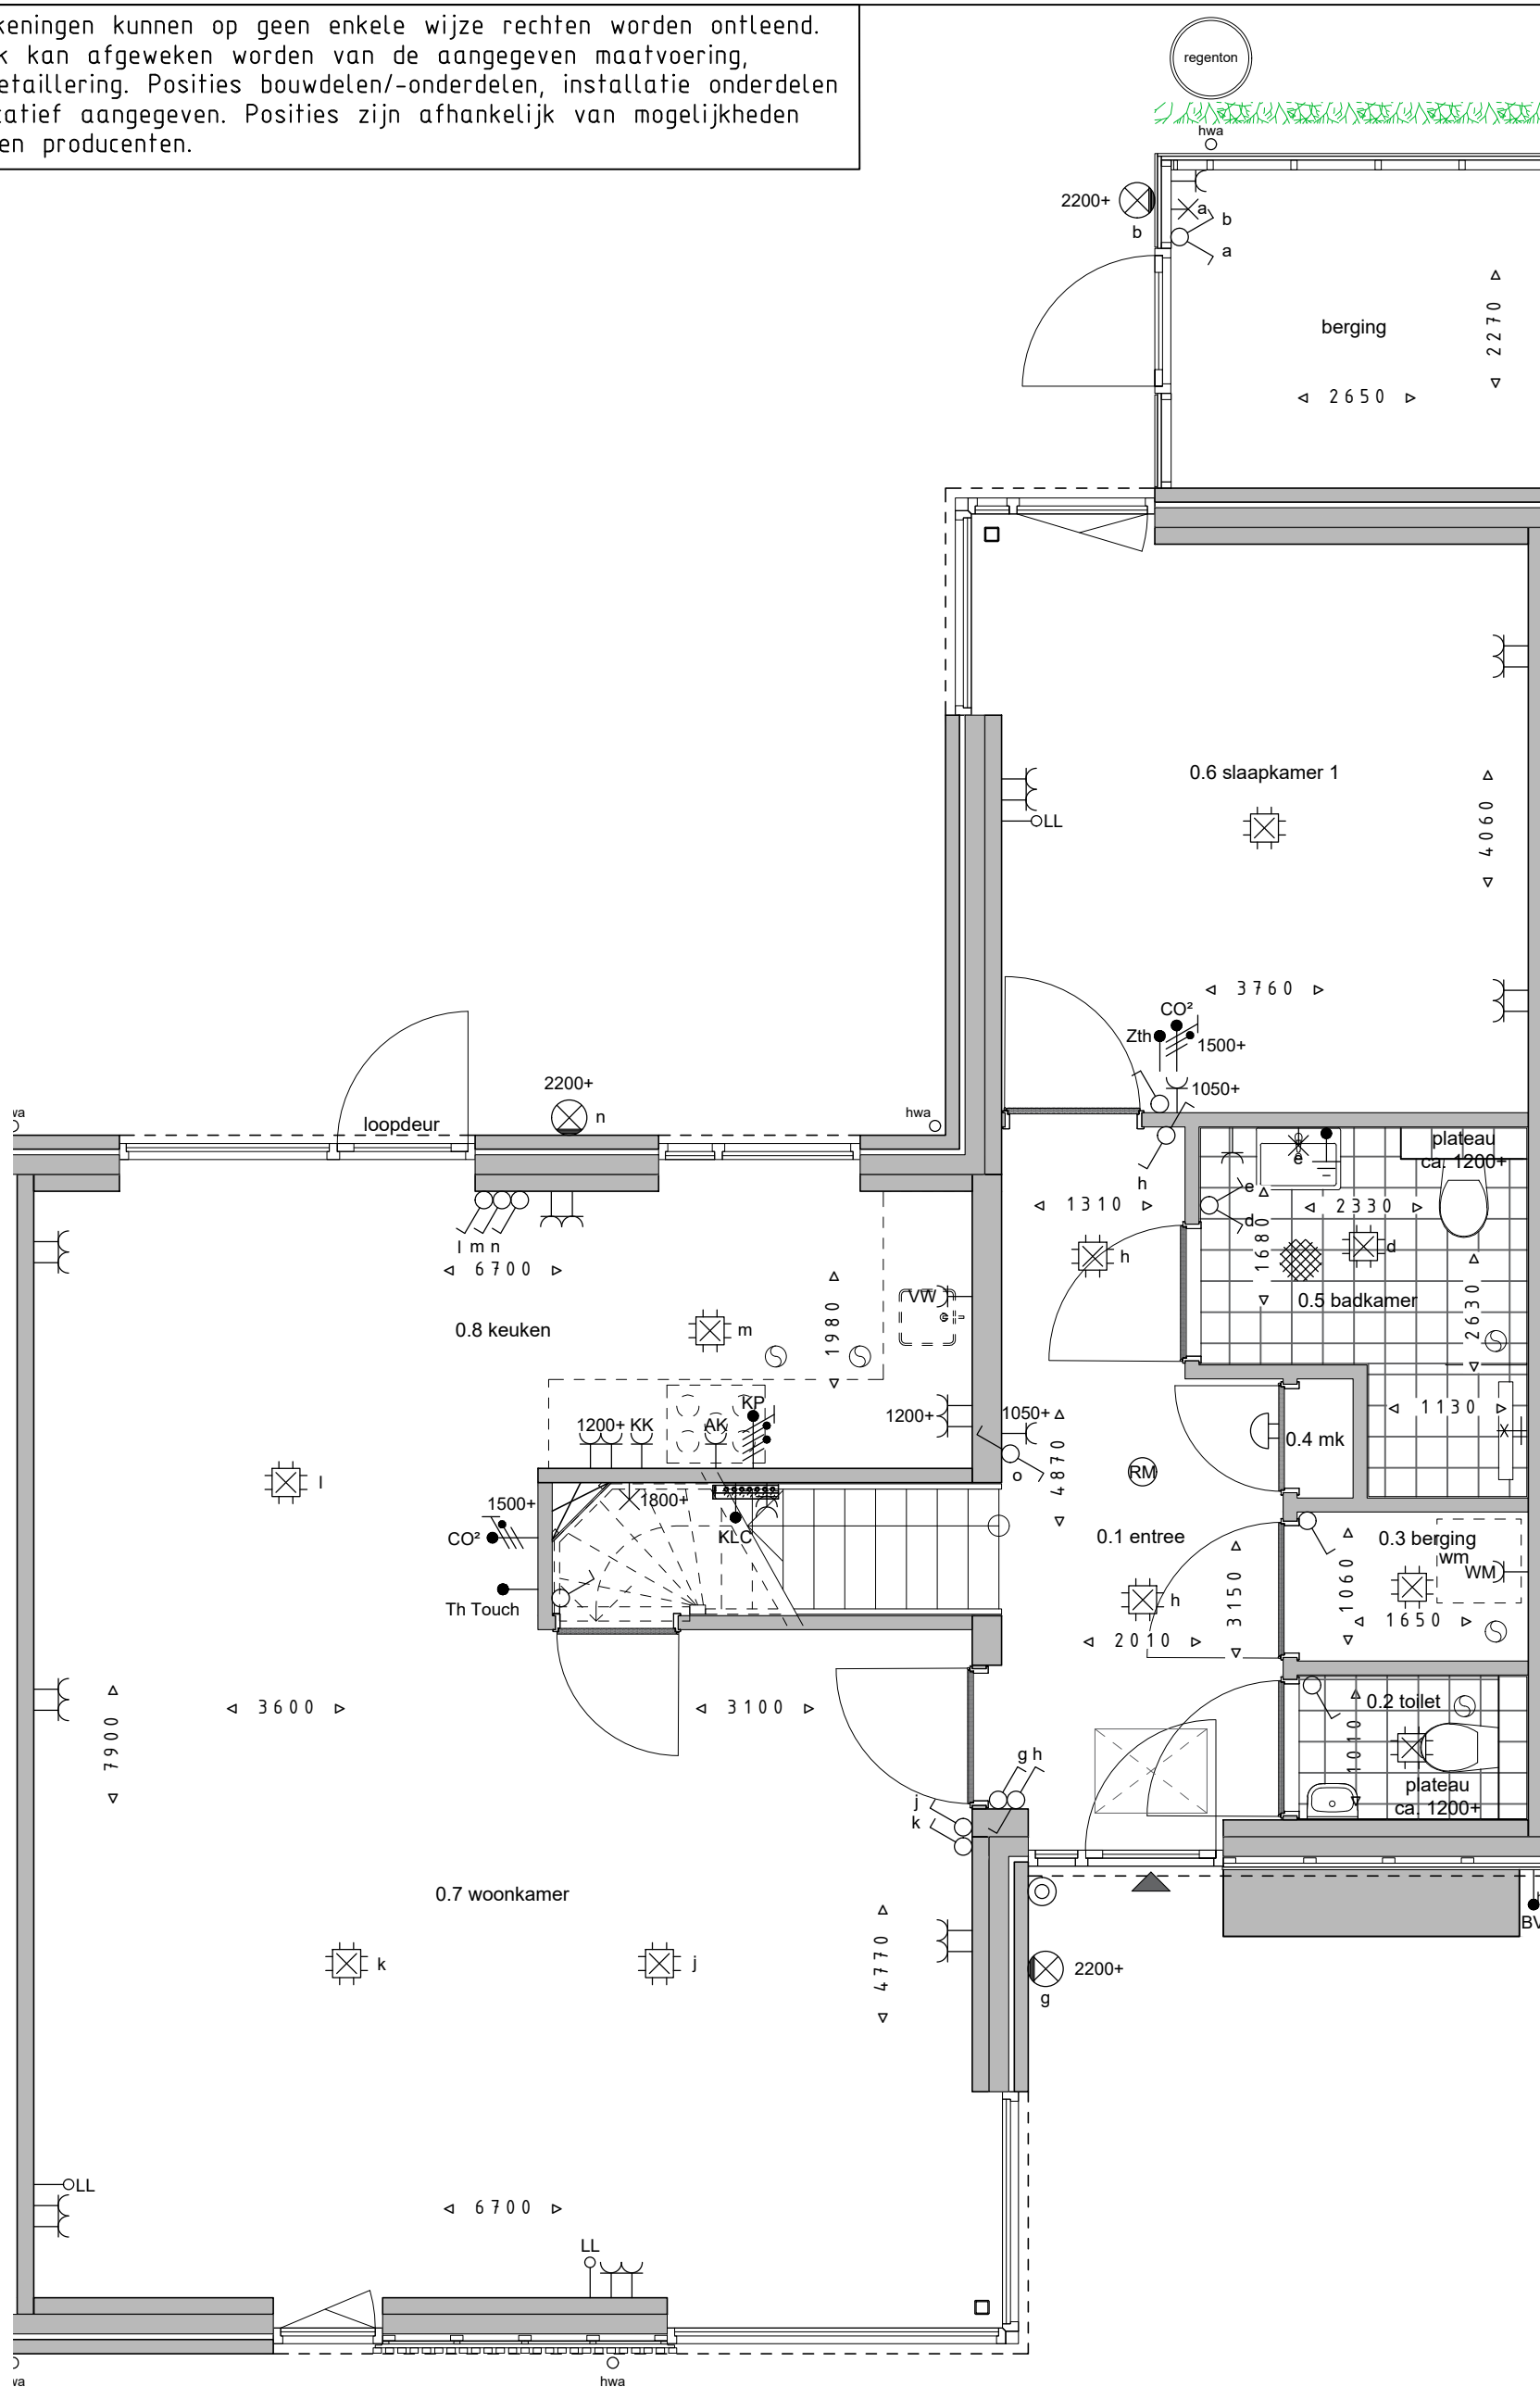 keningen kunnen op geen enkele wijze rechten worden ontleend.
k kan afgeweken worden van de aangegeven maatvoering,
etaillering. Posities bouwdelen/-onderdelen, installatie onderdelen
tatief aangegeven. Posities zijn afhankelijk van mogelijkheden
en producenten.
regenton
hwa
2200+
b
a
b
a
berging
2270
2650
0.6 slaapkamer 1
4060
LL
3760
CO²
Zth
1500+
1050+
2200+
n
loopdeur
hwa
wa
h
plateau
ca. 1200+
e
e
d
1310
2330
1680
h
d
l m n
6700
VW
0.5 badkamer
2630
0.8 keuken
m
1980
KP
1200+ KK
AK
1200+
1050+
1130
0.4 mk
o
4870
RM
l
1500+
1800+
CO²
KLC
0.1 entree
0.3 berging
wm
WM
1060
Th Touch
h
3150
1650
2010
7900
3600
3100
0.2 toilet
1010
g h
j
k
plateau
ca. 1200+
0.7 woonkamer
BV
4770
k
j
2200+
g
LL
6700
LL
wa
hwa